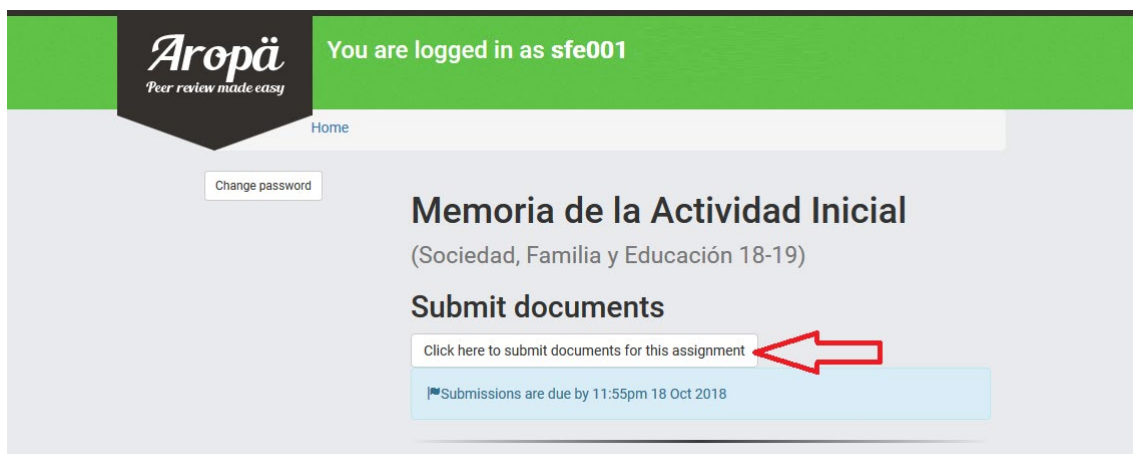 Aropä
Peer review made easy
You are logged in as sfe001
Home
Change password
Memoria de la Actividad Inicial
(Sociedad, Familia y Educación 18-19)
Submit documents
Click here to submit documents for this assignment
Submissions are due by 11:55pm 18 Oct 2018